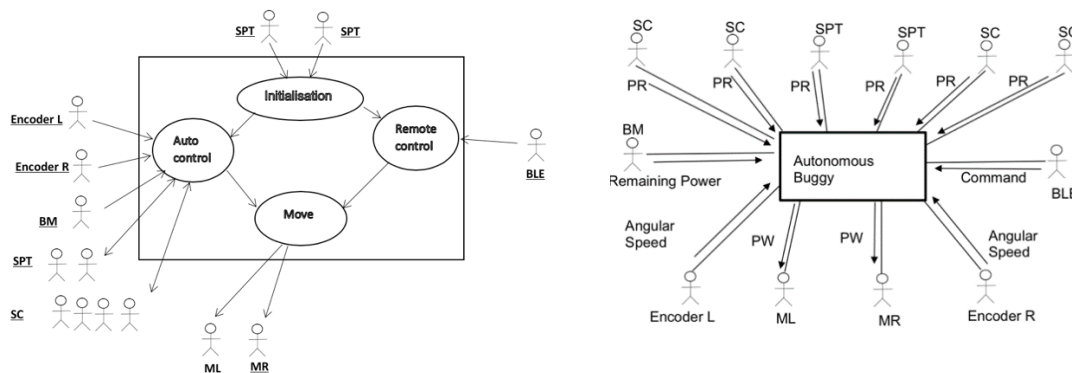 SPT SPT
Initialisation
Encoder L
Auto
control
Remote
control
Encoder R
BLE
BM
Move
SPT
SC
ML MR
SC SC SPT SPT SC SC
PR PR PR PR PR PR
BM
Autonomous
Buggy
Remaining Power
Command
BLE
Angular
Speed
PW PW
Angular
Speed
Encoder L ML MR Encoder R